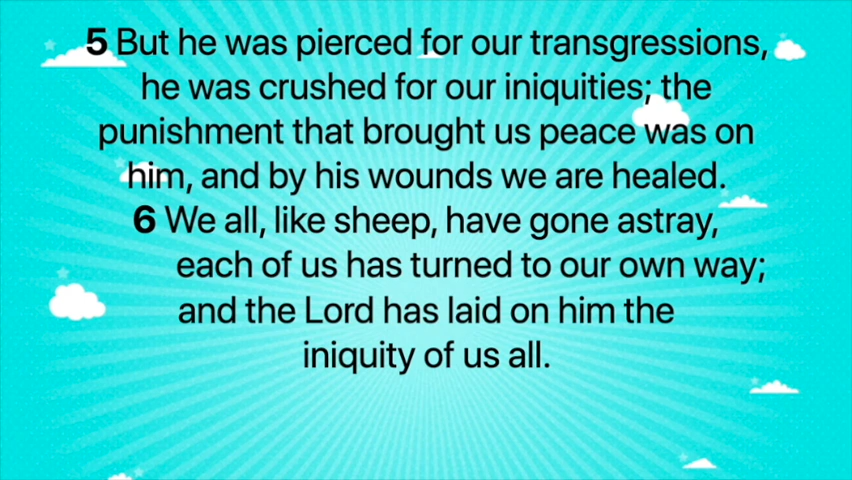 5 But he was pierced for our transgressions,
he was crushed for our iniquities; the
punishment that brought us peace was on
him, and by his wounds we are healed.
6 We all, like sheep, have gone astray,
each of us has turned to our own way;
and the Lord has laid on him the
iniquity of us all.